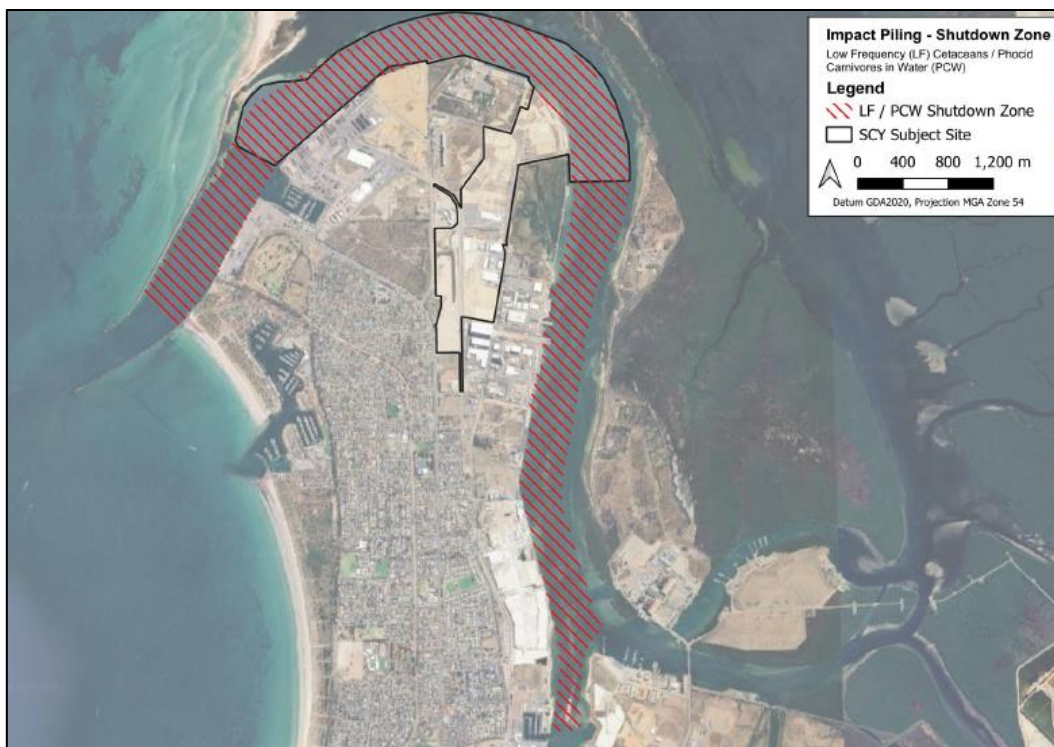 Impact Piling - Shutdown Zone
Low Frequency (LF) Cetaceans / Phocid
Carnivores in Water (PCW)
Legend
LF / PCW Shutdown Zone
SCY Subject Site
0 400 800 1,200 m
Datum GDA2020, Projection MGA Zone 54